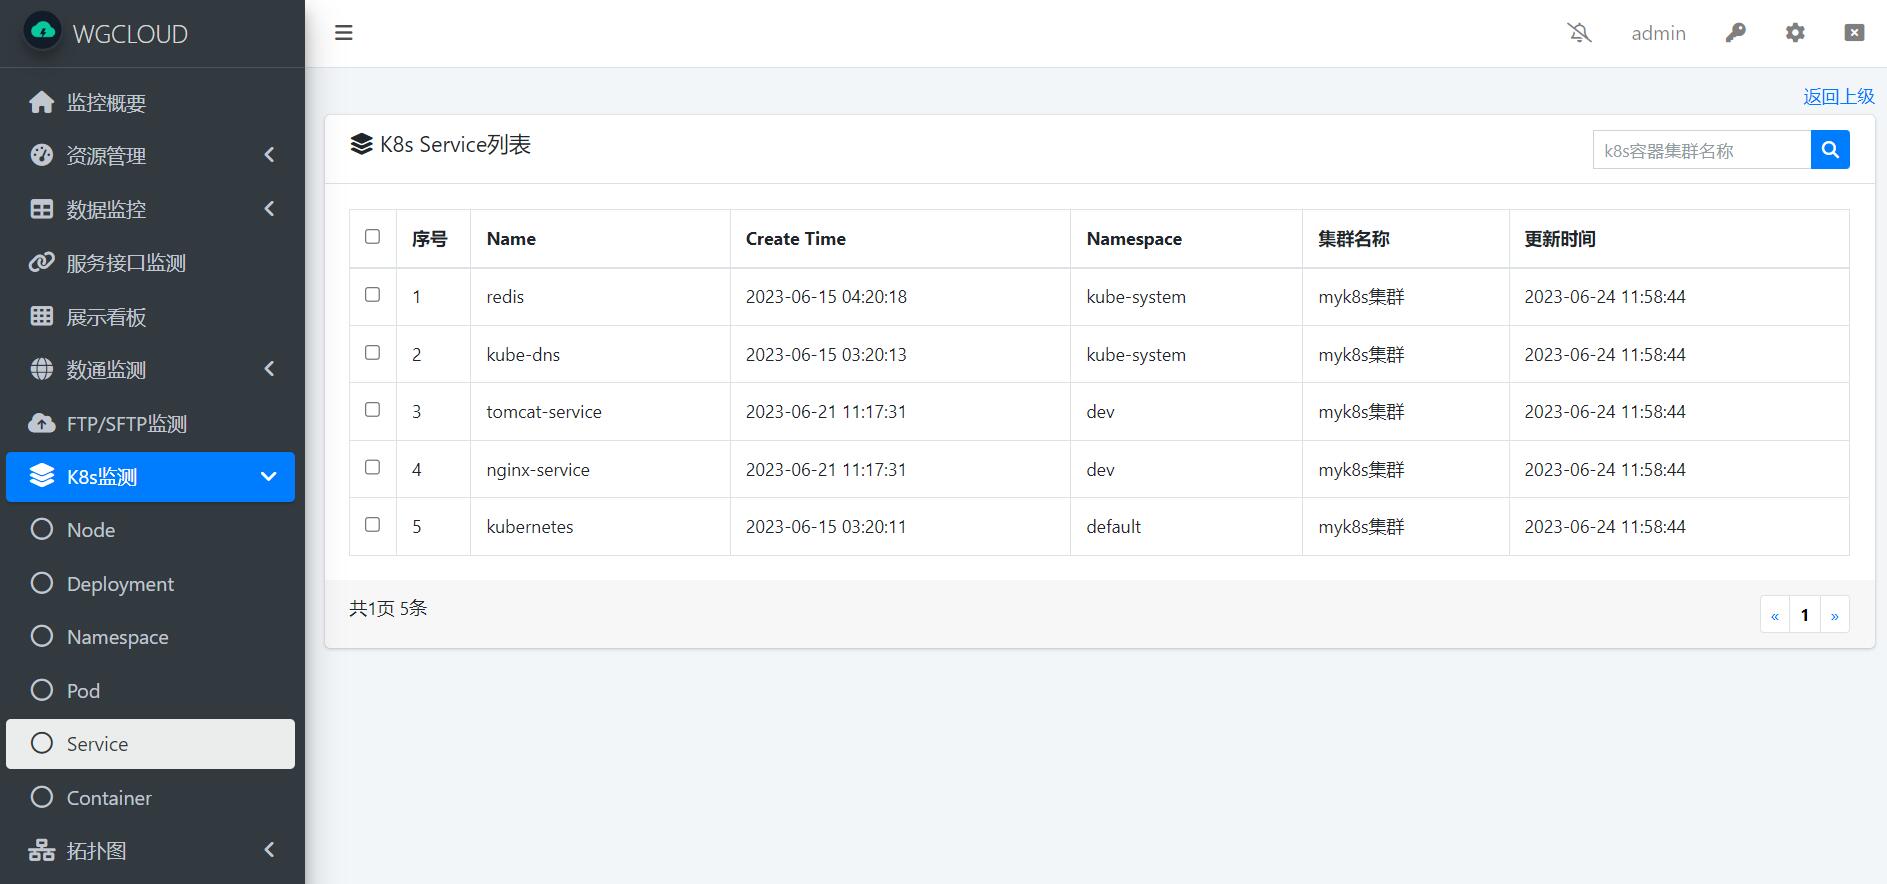 WGCLOUD
监控概要
资源管理
数据监控
服务接口监测
展示看板
数通监测
FTP/SFTP监测
K8s监测
Node
Deployment
Namespace
Pod
Service
Container
拓扑图
admin
返回上级
K8s Service列表
k8s容器集群名称
序号 Name Create Time Namespace 集群名称 更新时间
1 redis 2023-06-15 04:20:18 kube-system myk8s集群 2023-06-24 11:58:44
2 kube-dns 2023-06-15 03:20:13 kube-system myk8s集群 2023-06-24 11:58:44
3 tomcat-service 2023-06-21 11:17:31 dev myk8s集群 2023-06-24 11:58:44
4 nginx-service 2023-06-21 11:17:31 dev myk8s集群 2023-06-24 11:58:44
5 kubernetes 2023-06-15 03:20:11 default myk8s集群 2023-06-24 11:58:44
共1页 5条
« 1 »